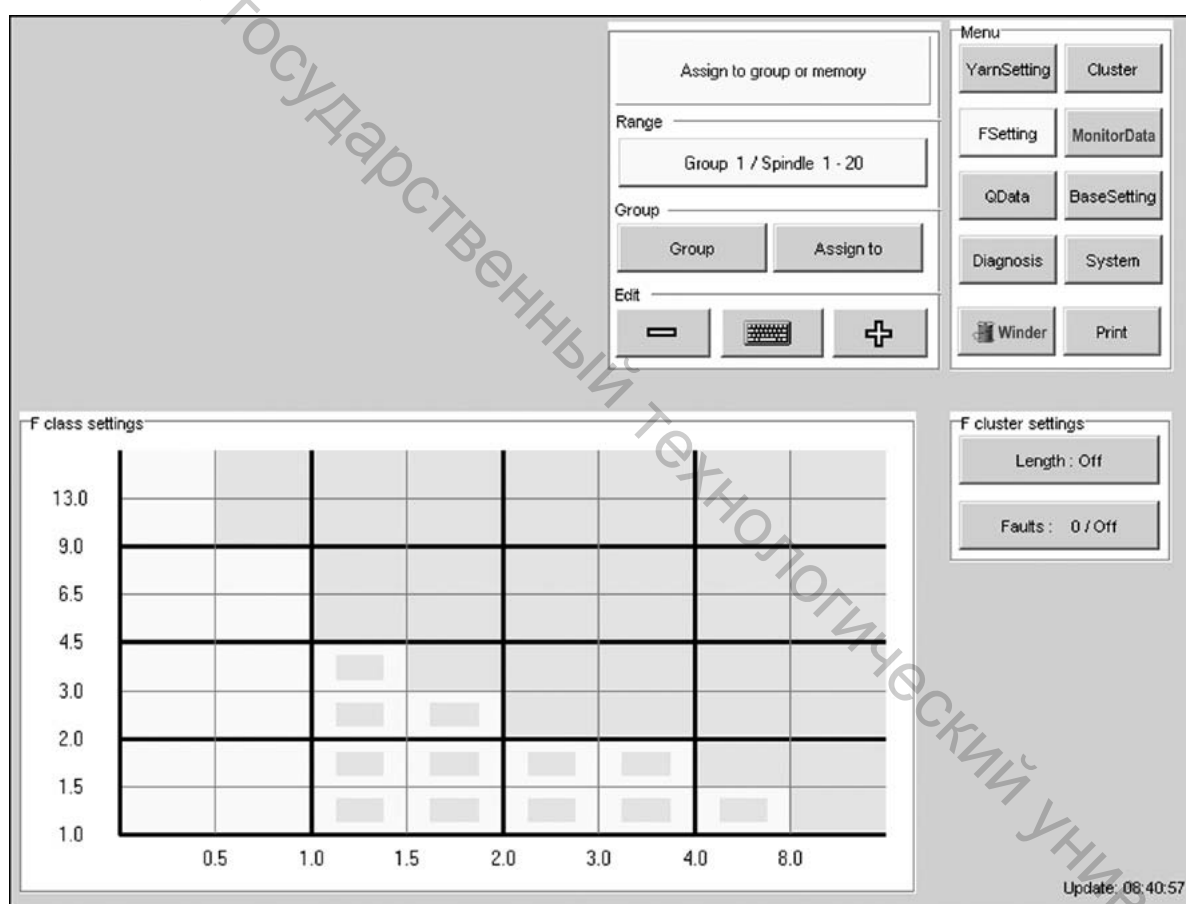 Assign to group or memory
Range
Group 1 / Spindle 1 - 20
Group
Group
Assign to
Edit
Menu
YarnSetting
Cluster
FSetting
MonitorData
QData
BaseSetting
Diagnosis
System
Winder
Print
F class settings
13.0
9.0
6.5
4.5
3.0
2.0
1.5
1.0
0.5 1.0 1.5 2.0 3.0 4.0 8.0
F cluster settings
Length : Off
Faults : 0 / Off
Update: 08:40:57
государственный технологический